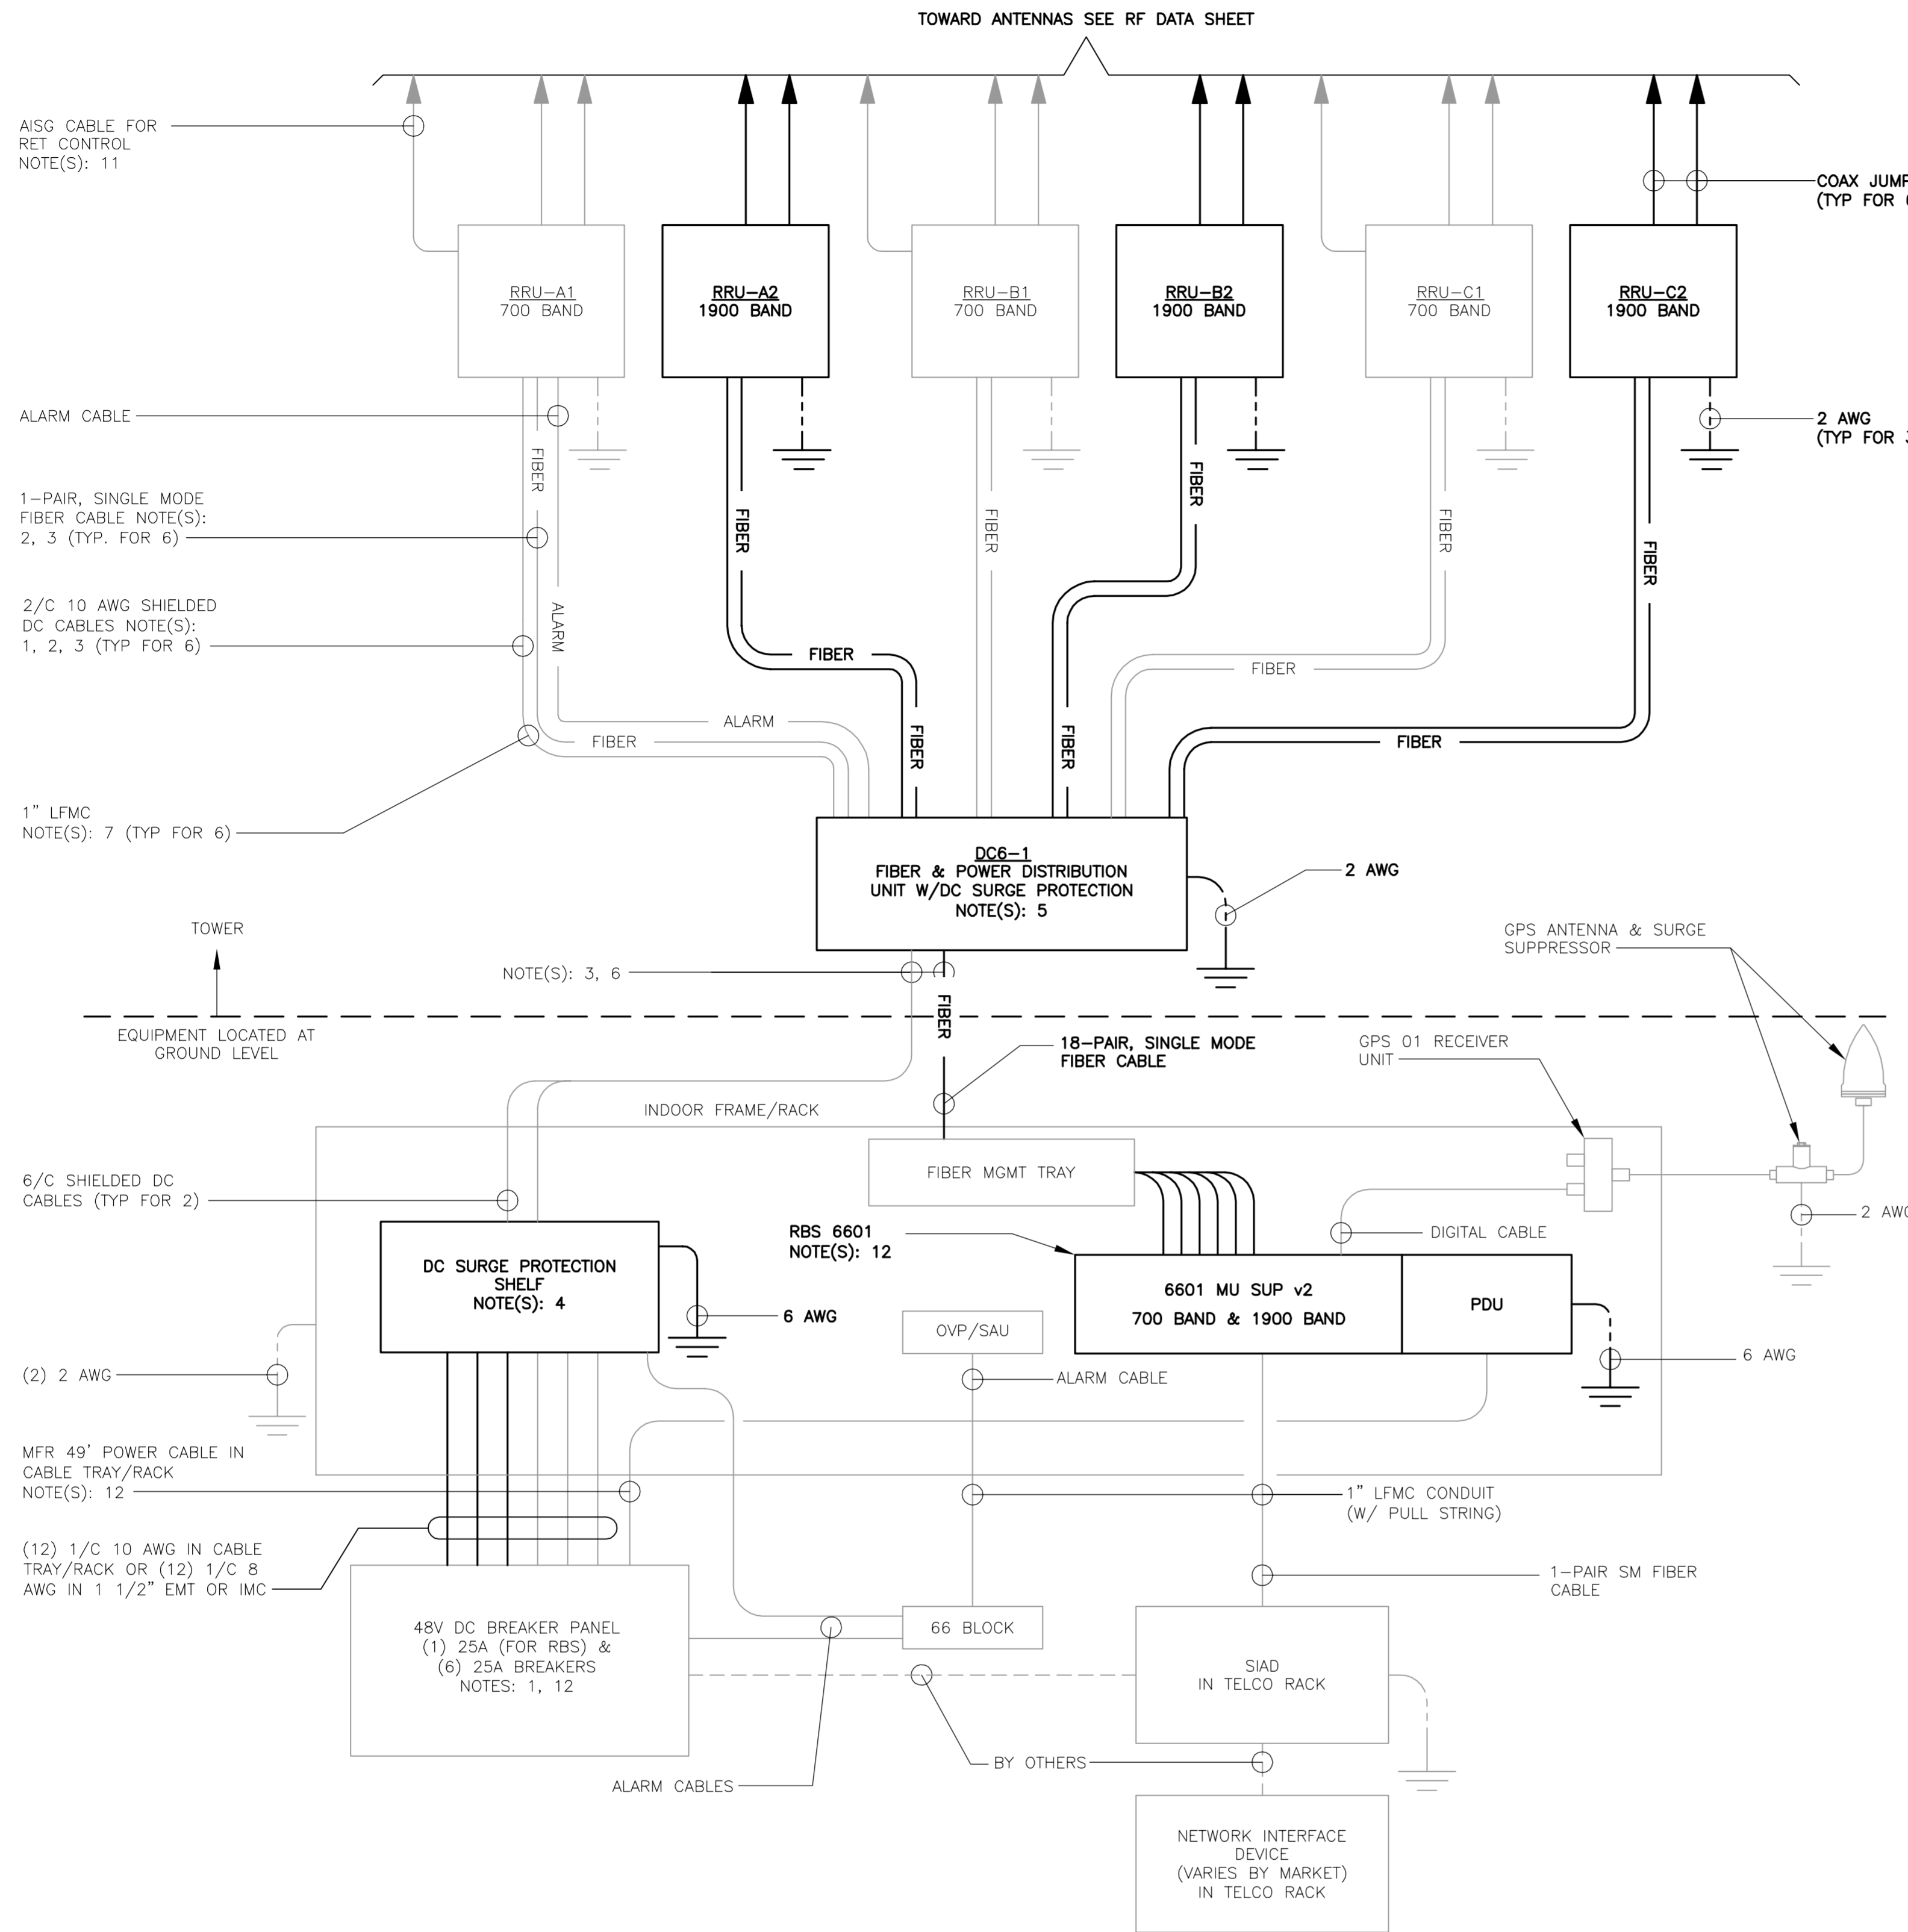 TOWARD ANTENNAS SEE RF DATA SHEET
AISG CABLE FOR
RET CONTROL
NOTE(S): 11
COAX
(TYP FOR
RRU-A1
700 BAND
RRU-A2
1900 BAND
RRU-B1
700 BAND
RRU-B2
1900 BAND
RRU-C1
700 BAND
RRU-C2
1900 BAND
ALARM CABLE
2 AWG
(TYP FOR
FIBER
FIBER
FIBER
FIBER
FIBER
FIBER
1-PAIR, SINGLE MODE
FIBER CABLE NOTE(S):
2, 3 (TYP. FOR 6)
2/C 10 AWG SHIELDED
DC CABLES NOTE(S):
1, 2, 3 (TYP FOR 6)
ALARM
FIBER
FIBER
ALARM
FIBER
FIBER
FIBER
FIBER
1" LFMC
NOTE(S): 7 (TYP FOR 6)
DC6-1
FIBER & POWER DISTRIBUTION
UNIT W/DC SURGE PROTECTION
NOTE(S): 5
2 AWG
TOWER
NOTE(S): 3, 6
GPS ANTENNA & SURGE
SUPPRESSOR
FIBER
EQUIPMENT LOCATED AT
GROUND LEVEL
18-PAIR, SINGLE MODE
FIBER CABLE
GPS 01 RECEIVER
UNIT
INDOOR FRAME/RACK
FIBER MGMT TRAY
6/C SHIELDED DC
CABLES (TYP FOR 2)
2
RBS 6601
NOTE(S): 12
DIGITAL CABLE
DC SURGE PROTECTION
SHELF
NOTE(S): 4
6601 MU SUP v2
700 BAND & 1900 BAND
PDU
6 AWG
OVP/SAU
6 AWG
(2) 2 AWG
ALARM CABLE
MFR 49' POWER CABLE IN
CABLE TRAY/RACK
NOTE(S): 12
1" LFMC CONDUIT
(W/ PULL STRING)
(12) 1/C 10 AWG IN CABLE
TRAY/RACK OR (12) 1/C 8
AWG IN 1 1/2" EMT OR IMC
1-PAIR SM FIBER
CABLE
48V DC BREAKER PANEL
(1) 25A (FOR RBS) &
(6) 25A BREAKERS
NOTES: 1, 12
66 BLOCK
SIAD
IN TELCO RACK
BY OTHERS
ALARM CABLES
NETWORK INTERFACE
DEVICE
(VARIES BY MARKET)
IN TELCO RACK